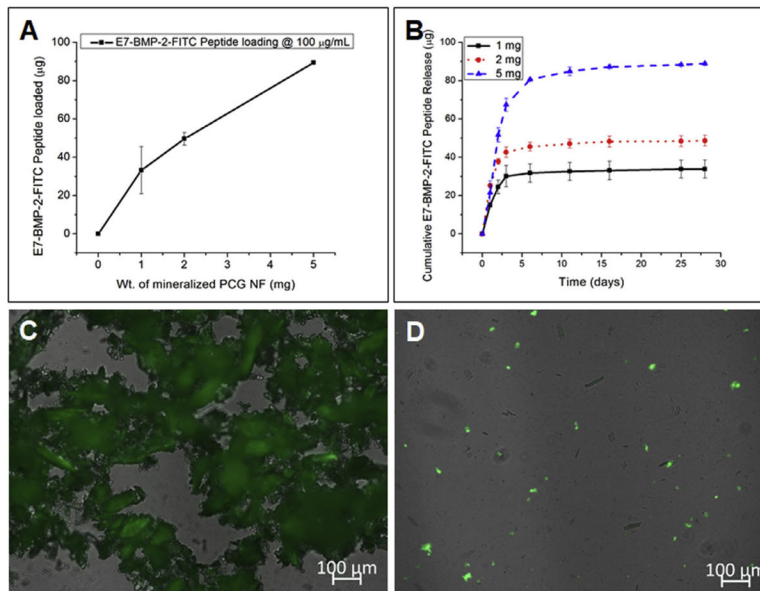 A
E7-BMP-2-FITC Peptide loading @ 100 μg/mL
E7-BMP-2-FITC Peptide loaded (μg)
100
80
60
40
20
0
0 1 2 3 4 5
Wt. of mineralized PCG NF (mg)
B
1 mg
2 mg
5 mg
Cumulative E7-BMP-2-FITC Peptide Release (μg)
100
80
60
40
20
0
0 5 10 15 20 25 30
Time (days)
C
100 μm
D
100 μm